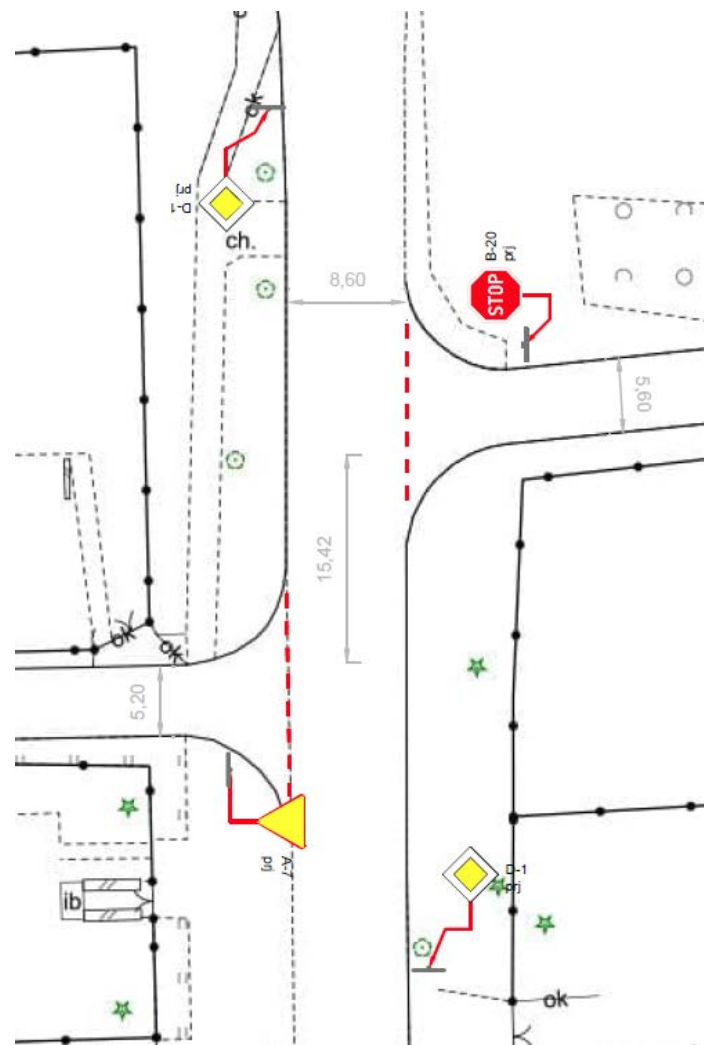 ok
D-1
prj
ch.
B-20
prj
STOP
8,60
5,60
15,42
ok
ok
5,20
A-7
prj
D-1
prj
ib
ok